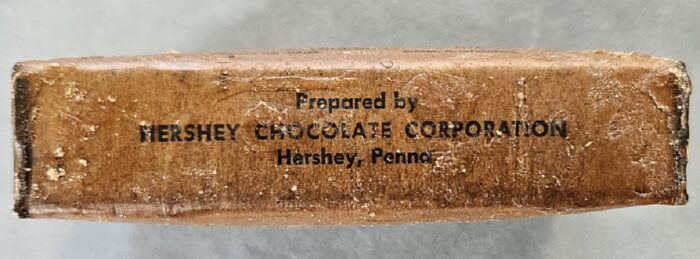 Prepared by
HERSHEY CHOCOLATE CORPORATION
Hershey, Penna.